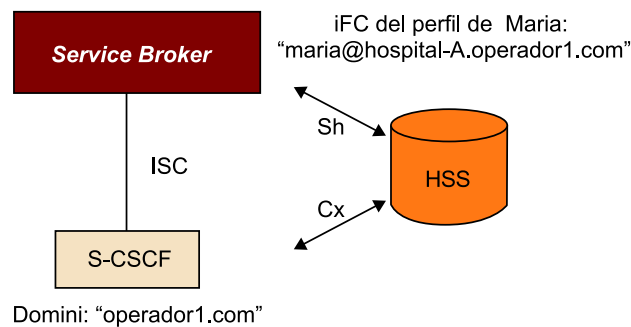 iFC del perfil de Maria:
"maria@hospital-A.operador1.com"
Service Broker
Sh
ISC
HSS
Cx
S-CSCF
Domini: "operador1.com"